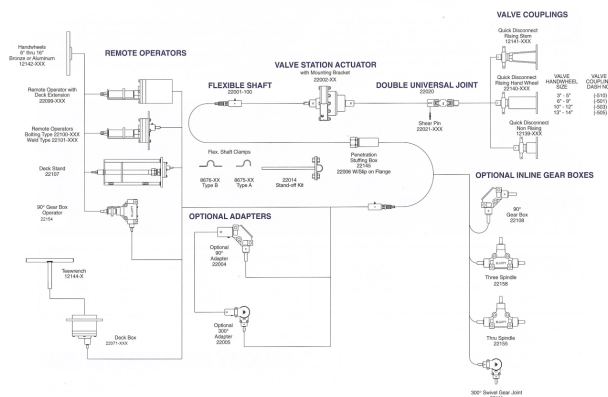 VALVE COUPLINGS
Quick Disconnect
Rising Stem
12141-XXX
Handwheels
6" thru 16"
Bronze or Aluminum
12142-XXX
REMOTE OPERATORS
VALVE STATION ACTUATOR
with Mounting Bracket
22002-XX
FLEXIBLE SHAFT
22001-100
DOUBLE UNIVERSAL JOINT
22020
Quick Disconnect
Rising Hand Wheel
22140-XXX
VALVE
HANDWHEEL
SIZE
3" - 5"
6" - 9"
10" - 12"
13" - 14"
VALVE
COUPLIN
DASH NO
(-510)
(-501)
(-503)
(-505)
Remote Operator with
Deck Extension
22099-XXX
Shear Pin
22021-XXX
Quick Disconnect
Non Rising
12139-XXX
Remote Operators
Bolting Type 22100-XXX
Weld Type 22101-XXX
Flex. Shaft Clamps
8676-XX
Type B
8675-XX
Type A
22014
Stand-off Kit
Penetration
Stuffing Box
22146
22006 W/Slip on Flange
Deck Stand
22107
OPTIONAL INLINE GEAR BOXES
90° Gear Box
Operator
22154
90°
Gear Box
22108
OPTIONAL ADAPTERS
Optional
90°
Adapter
22004
Teewrench
12144-X
Three Spindle
22158
Optional
300°
Adapter
22005
Thru Spindle
22155
Deck Box
22071-XXX
300° Swivel Gear Joint